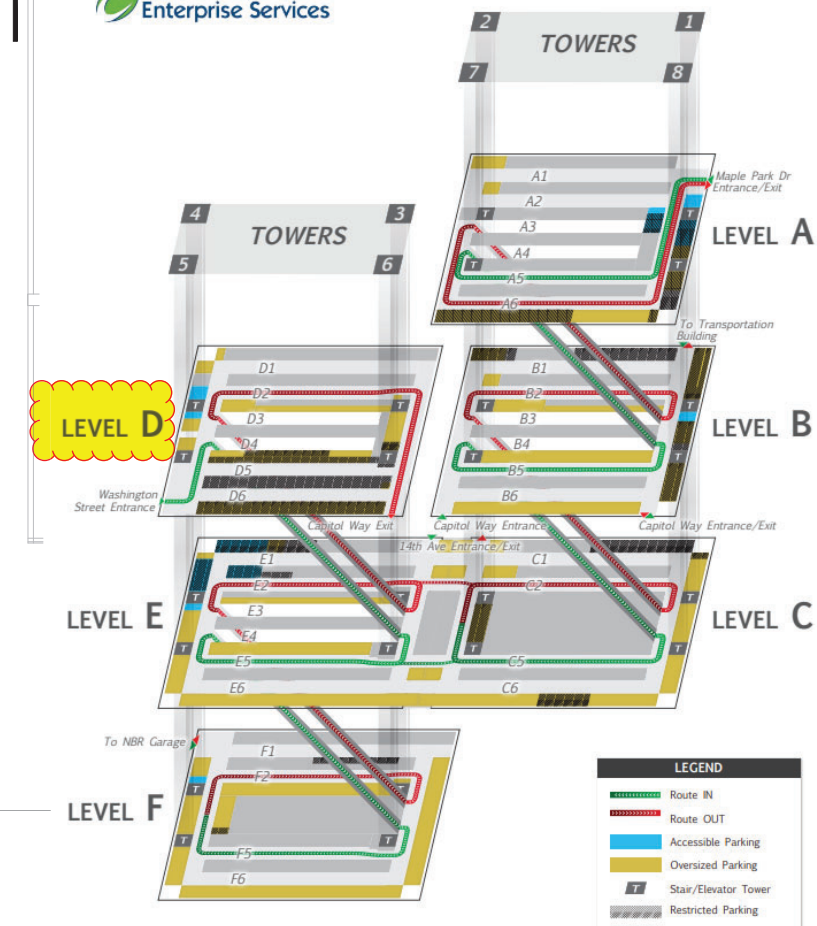 Enterprise Services
2
1
TOWERS
7
8
A1
A2
A3
A4
A5
A6
T
T
T
T
Maple Park Dr
Entrance/Exit
LEVEL A
4
3
TOWERS
5
6
To Transportation
Building
D1
D2
D3
D4
D5
D6
T
T
T
T
LEVEL D
Washington
Street Entrance
Capitol Way Exit
B1
B2
B3
B4
B5
B6
T
T
T
T
LEVEL B
Capitol Way Entrance
Capitol Way Entrance/Exit
14th Ave Entrance/Exit
E1
E2
E3
E4
E5
E6
T
T
T
T
LEVEL E
C1
C2
C5
C6
T
T
T
T
LEVEL C
To NBR Garage
F1
F2
F5
F6
T
T
T
T
LEVEL F
LEGEND
Route IN
Route OUT
Accessible Parking
Oversized Parking
T Stair/Elevator Tower
Restricted Parking